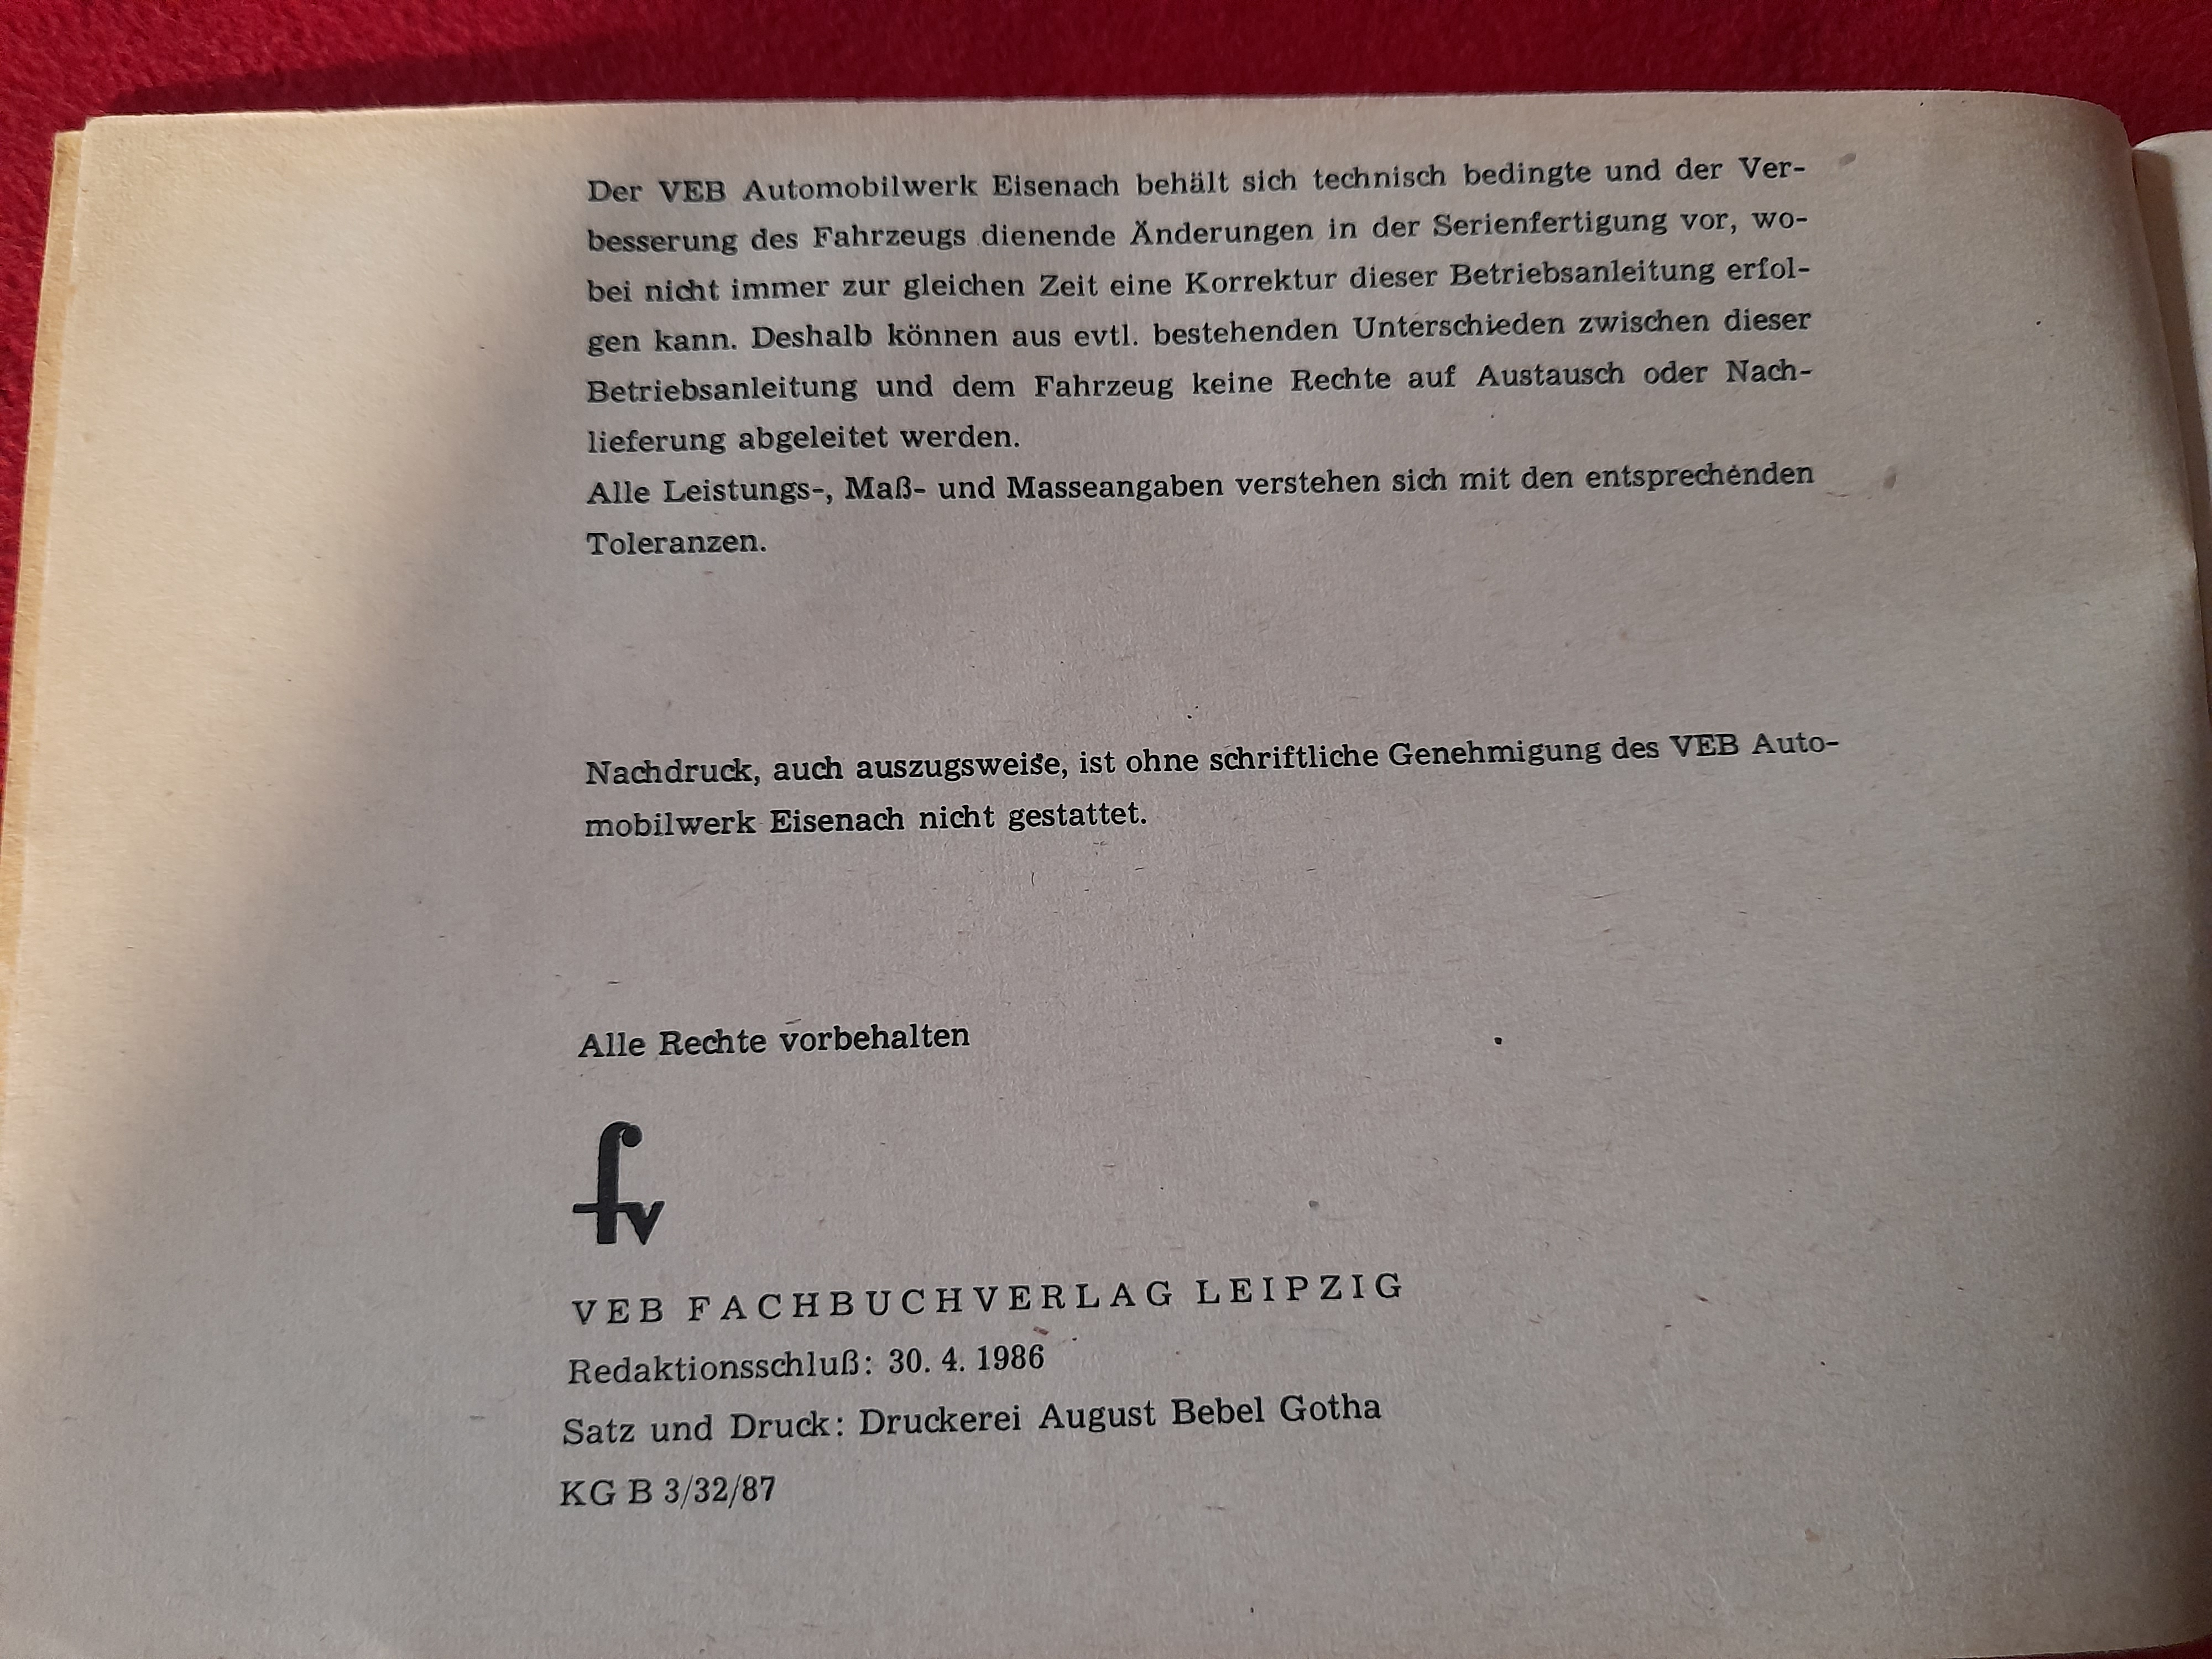 Der VEB Automobilwerk Eisenach behält sich technisch bedingte und der Ver-
besserung des Fahrzeugs dienende Änderungen in der Serienfertigung vor, wo-
bei nicht immer zur gleichen Zeit eine Korrektur dieser Betriebsanleitung erfol-
gen kann. Deshalb können aus evtl. bestehenden Unterschieden zwischen dieser
Betriebsanleitung und dem Fahrzeug keine Rechte auf Austausch oder Nach-
lieferung abgeleitet werden.
Alle Leistungs-, Maß- und Masseangaben verstehen sich mit den entsprechenden
Toleranzen.
Nachdruck, auch auszugsweise, ist ohne schriftliche Genehmigung des VEB Auto-
mobilwerk Eisenach nicht gestattet.
Alle Rechte vorbehalten
fv
VEB FACHBUCHVERLAG LEIPZIG
Redaktionsschluß: 30. 4. 1986
Satz und Druck: Druckerei August Bebel Gotha
KG B 3/32/87